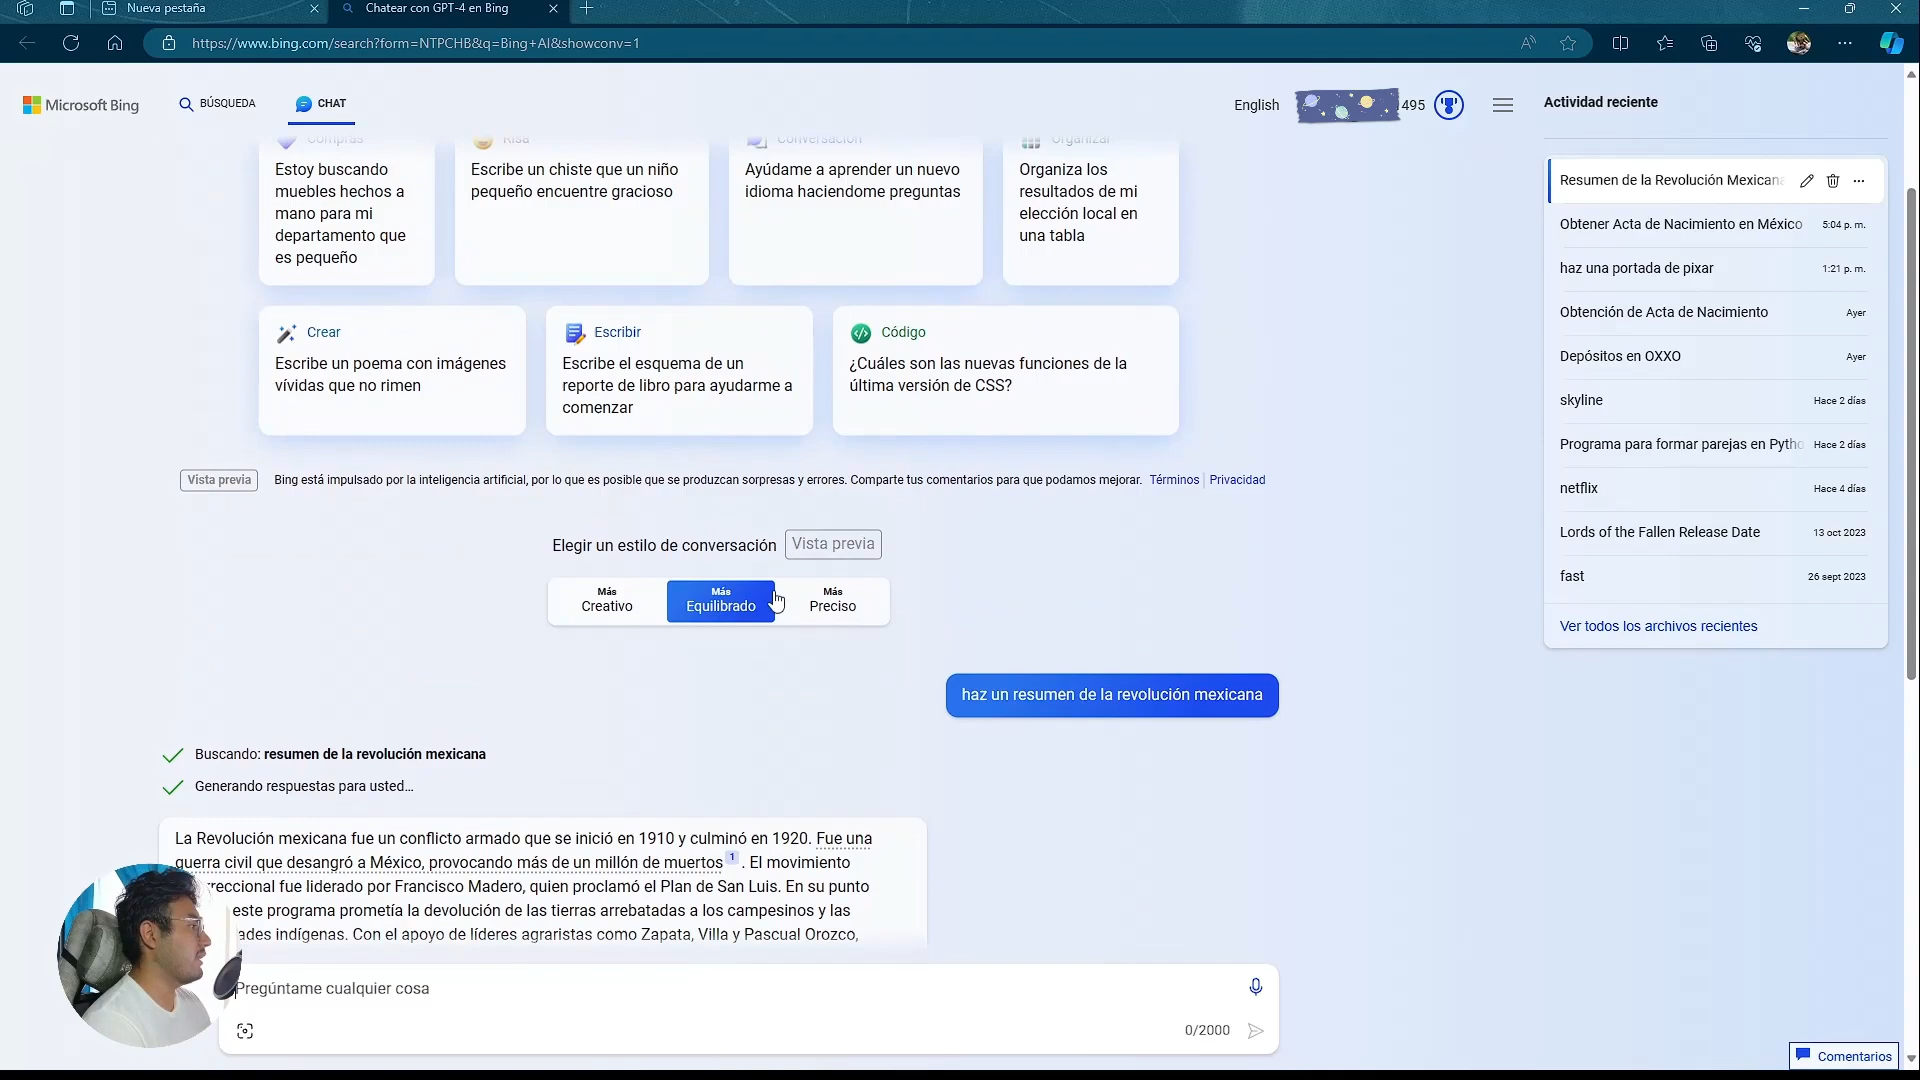 Nueva pestaña
Chatear con GPT-4 en Bing
https://www.bing.com/search?form=NTPCHB&q=Bing+AI&showconv=1
Microsoft Bing
BÚSQUEDA
CHAT
English
495
Actividad reciente
Compras
Risa
Conversación
Organizar
Estoy buscando
muebles hechos a
mano para mi
departamento que
es pequeño
Escribe un chiste que un niño
pequeño encuentre gracioso
Ayúdame a aprender un nuevo
idioma haciendome preguntas
Organiza los
resultados de mi
elección local en
una tabla
Crear
Escribe un poema con imágenes
vívidas que no rimen
Escribir
Escribe el esquema de un
reporte de libro para ayudarme a
comenzar
Código
¿Cuáles son las nuevas funciones de la
última versión de CSS?
Vista previa
Bing está impulsado por la inteligencia artificial, por lo que es posible que se produzcan sorpresas y errores. Comparte tus comentarios para que podamos mejorar. Términos Privacidad
Elegir un estilo de conversación Vista previa
Más
Creativo
Más
Equilibrado
Más
Preciso
haz un resumen de la revolución mexicana
Buscando: resumen de la revolución mexicana
Generando respuestas para usted...
La Revolución mexicana fue un conflicto armado que se inició en 1910 y culminó en 1920. Fue una
guerra civil que desangró a México, provocando más de un millón de muertos 1 . El movimiento
rreccional fue liderado por Francisco Madero, quien proclamó el Plan de San Luis. En su punto
este programa prometía la devolución de las tierras arrebatadas a los campesinos y las
ades indígenas. Con el apoyo de líderes agraristas como Zapata, Villa y Pascual Orozco,
Pregúntame cualquier cosa
0/2000
Resumen de la Revolución Mexicana
Obtener Acta de Nacimiento en México 5:04 p. m.
haz una portada de pixar 1:21 p. m.
Obtención de Acta de Nacimiento Ayer
Depósitos en OXXO Ayer
skyline Hace 2 días
Programa para formar parejas en Pytho Hace 2 días
netflix Hace 4 días
Lords of the Fallen Release Date 13 oct 2023
fast 26 sept 2023
Ver todos los archivos recientes
Comentarios